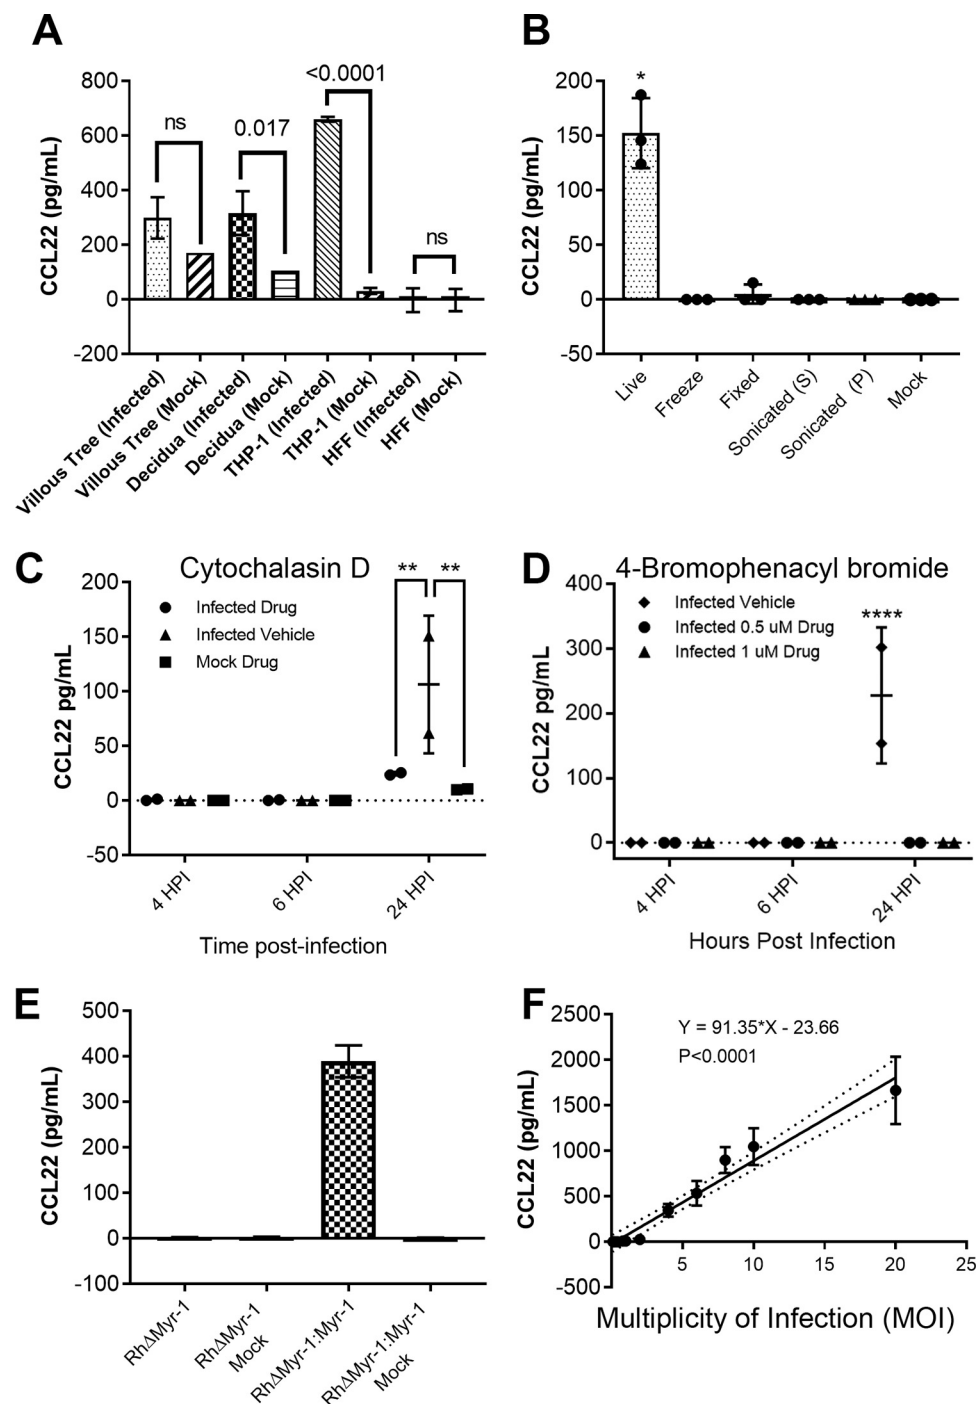 A
CCL22 (pg/mL)
800
600
400
200
0
-200
ns
0.017
<0.0001
ns
Villous Tree (Infected)
Villous Tree (Mock)
Decidua (Infected)
Decidua (Mock)
THP-1 (Infected)
THP-1 (Mock)
HFF (Infected)
HFF (Mock)
B
CCL22 (pg/mL)
200
150
100
50
0
-50
*
Live
Freeze
Fixed
Sonicated (S)
Sonicated (P)
Mock
C
Cytochalasin D
CCL22 pg/mL
200
150
100
50
0
-50
Infected Drug
Infected Vehicle
Mock Drug
** **
4 HPI
6 HPI
24 HPI
Time post-infection
D
4-Bromophenacyl bromide
CCL22 pg/mL
400
300
200
100
0
Infected Vehicle
Infected 0.5 uM Drug
Infected 1 uM Drug
****
4 HPI
6 HPI
24 HPI
Hours Post Infection
E
CCL22 (pg/mL)
500
400
300
200
100
0
-100
RhΔMyr-1
RhΔMyr-1
Mock
RhΔMyr-1:Myr-1
RhΔMyr-1:Myr-1
Mock
F
CCL22 (pg/mL)
2500
2000
1500
1000
500
0
-500
Y = 91.35*X - 23.66
P<0.0001
5 10 15 20 25
Multiplicity of Infection (MOI)